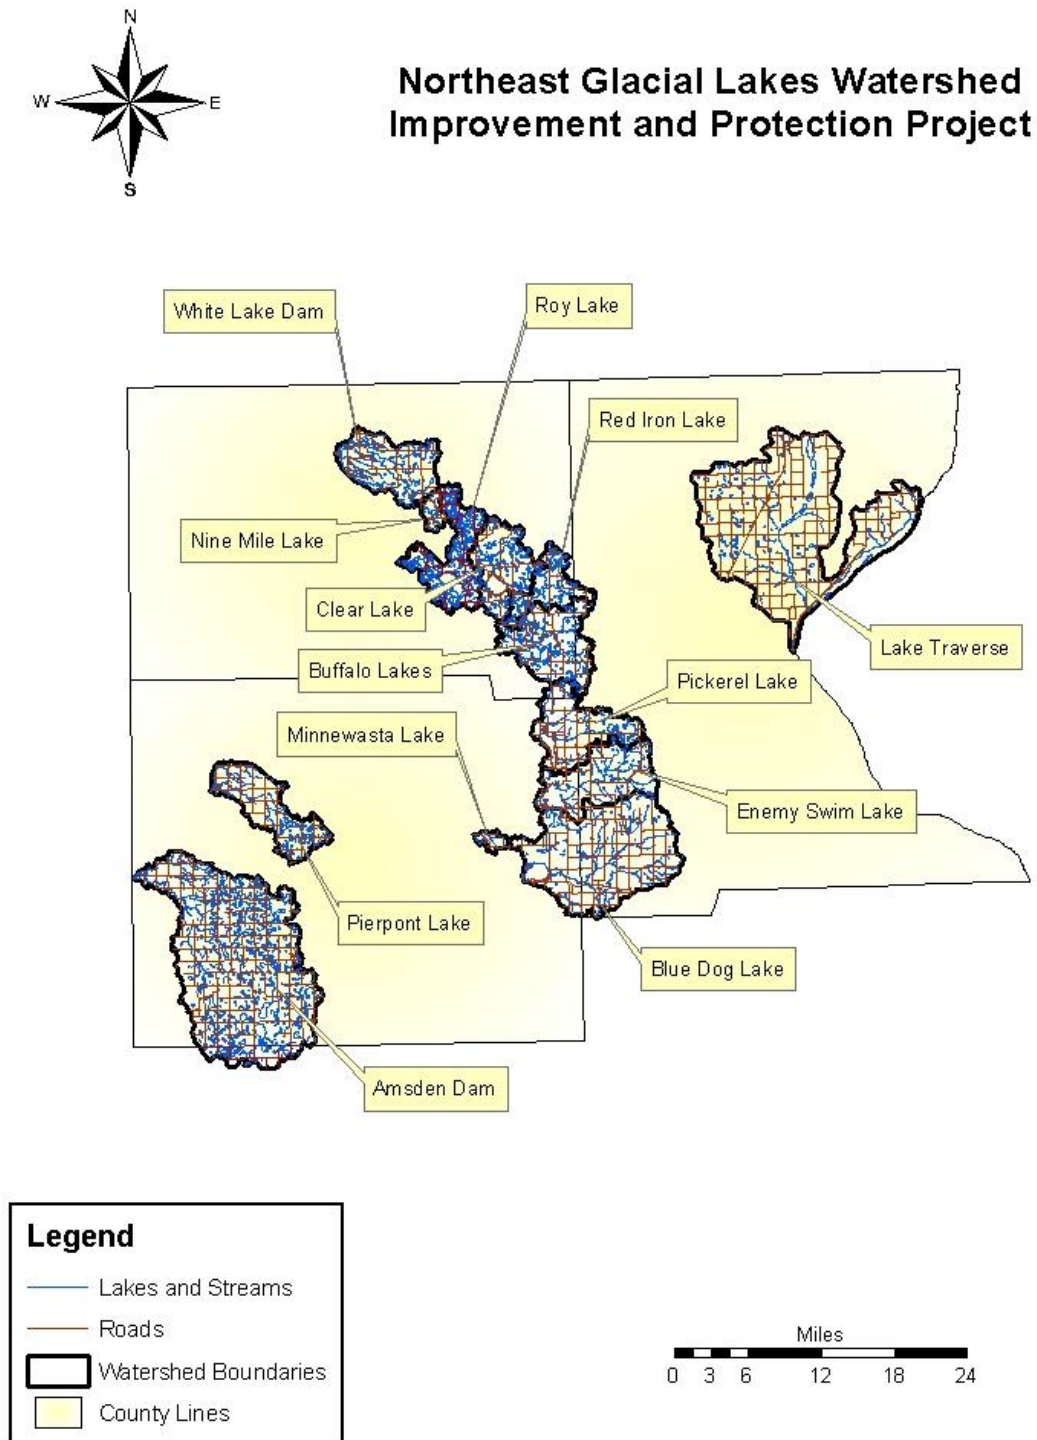 N
W
E
S
Northeast Glacial Lakes Watershed
Improvement and Protection Project
White Lake Dam
Roy Lake
Red Iron Lake
Nine Mile Lake
Clear Lake
Lake Traverse
Buffalo Lakes
Pickerel Lake
Minnewasta Lake
Enemy Swim Lake
Pierpont Lake
Blue Dog Lake
Amsden Dam
Legend
Lakes and Streams
Roads
Watershed Boundaries
County Lines
Miles
0 3 6 12 18 24